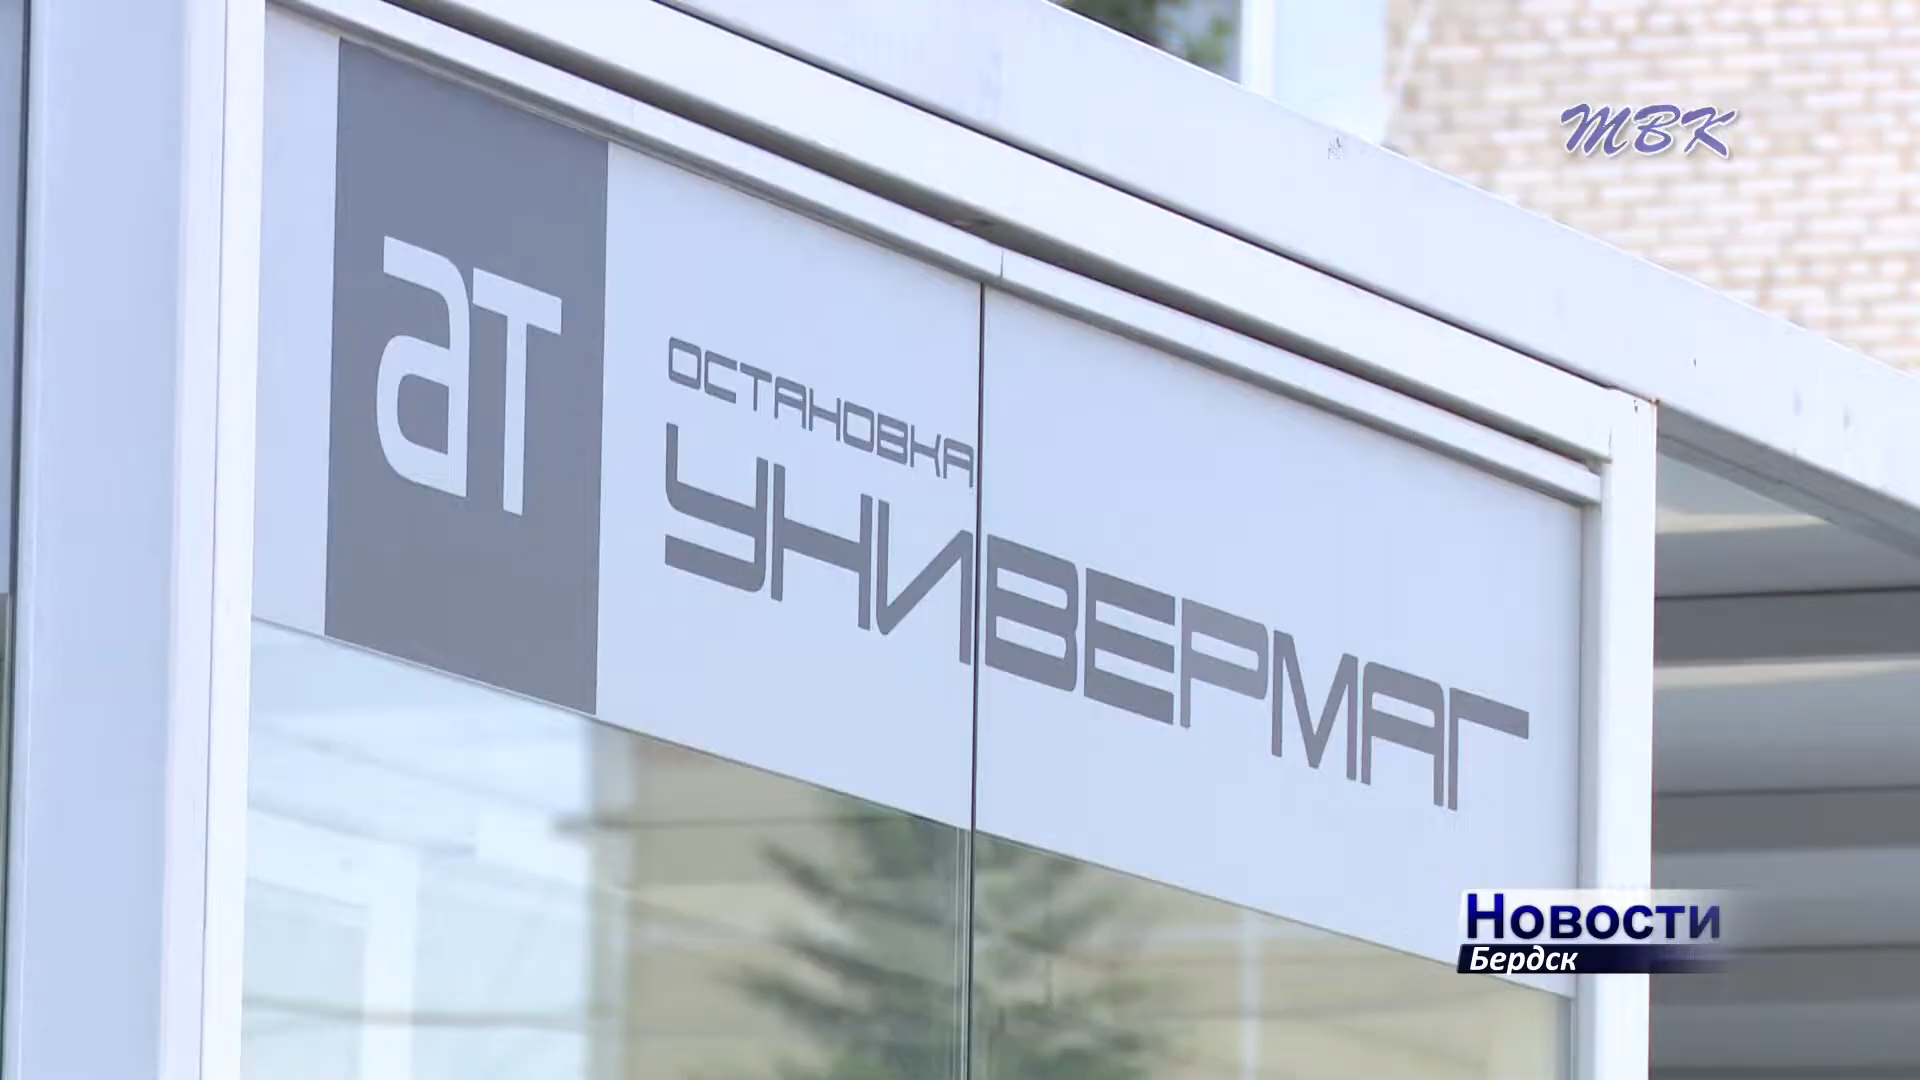 ТВК
ат
ОСТАНОВКА
УНИВЕРМАГ
Новости
Бердск